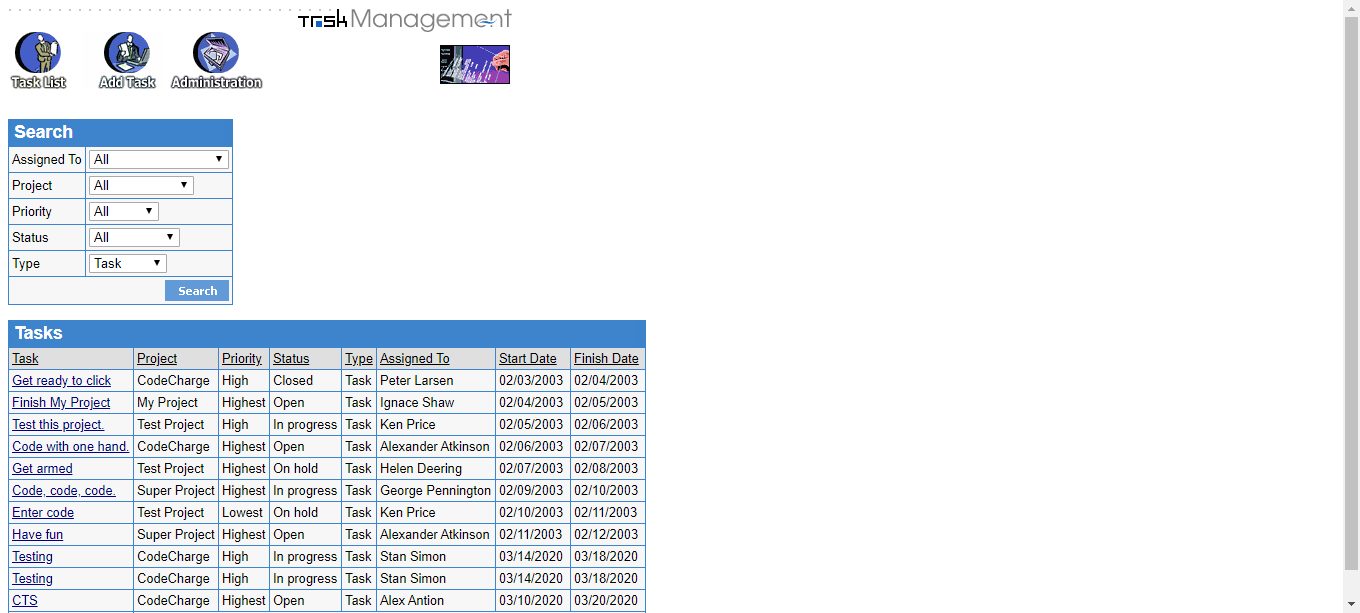 Task Management
Task List Add Task Administration
Search
Assigned To All
Project All
Priority All
Status All
Type Task
Search
Tasks
Task Project Priority Status Type Assigned To Start Date Finish Date
Get ready to click CodeCharge High Closed Task Peter Larsen 02/03/2003 02/04/2003
Finish My Project My Project Highest Open Task Ignace Shaw 02/04/2003 02/05/2003
Test this project. Test Project High In progress Task Ken Price 02/05/2003 02/06/2003
Code with one hand. CodeCharge Highest Open Task Alexander Atkinson 02/06/2003 02/07/2003
Get armed Test Project Highest On hold Task Helen Deering 02/07/2003 02/08/2003
Code, code, code. Super Project Highest In progress Task George Pennington 02/09/2003 02/10/2003
Enter code Test Project Lowest On hold Task Ken Price 02/10/2003 02/11/2003
Have fun Super Project Highest Open Task Alexander Atkinson 02/11/2003 02/12/2003
Testing CodeCharge High In progress Task Stan Simon 03/14/2020 03/18/2020
Testing CodeCharge High In progress Task Stan Simon 03/14/2020 03/18/2020
CTS CodeCharge Highest Open Task Alex Antion 03/10/2020 03/20/2020